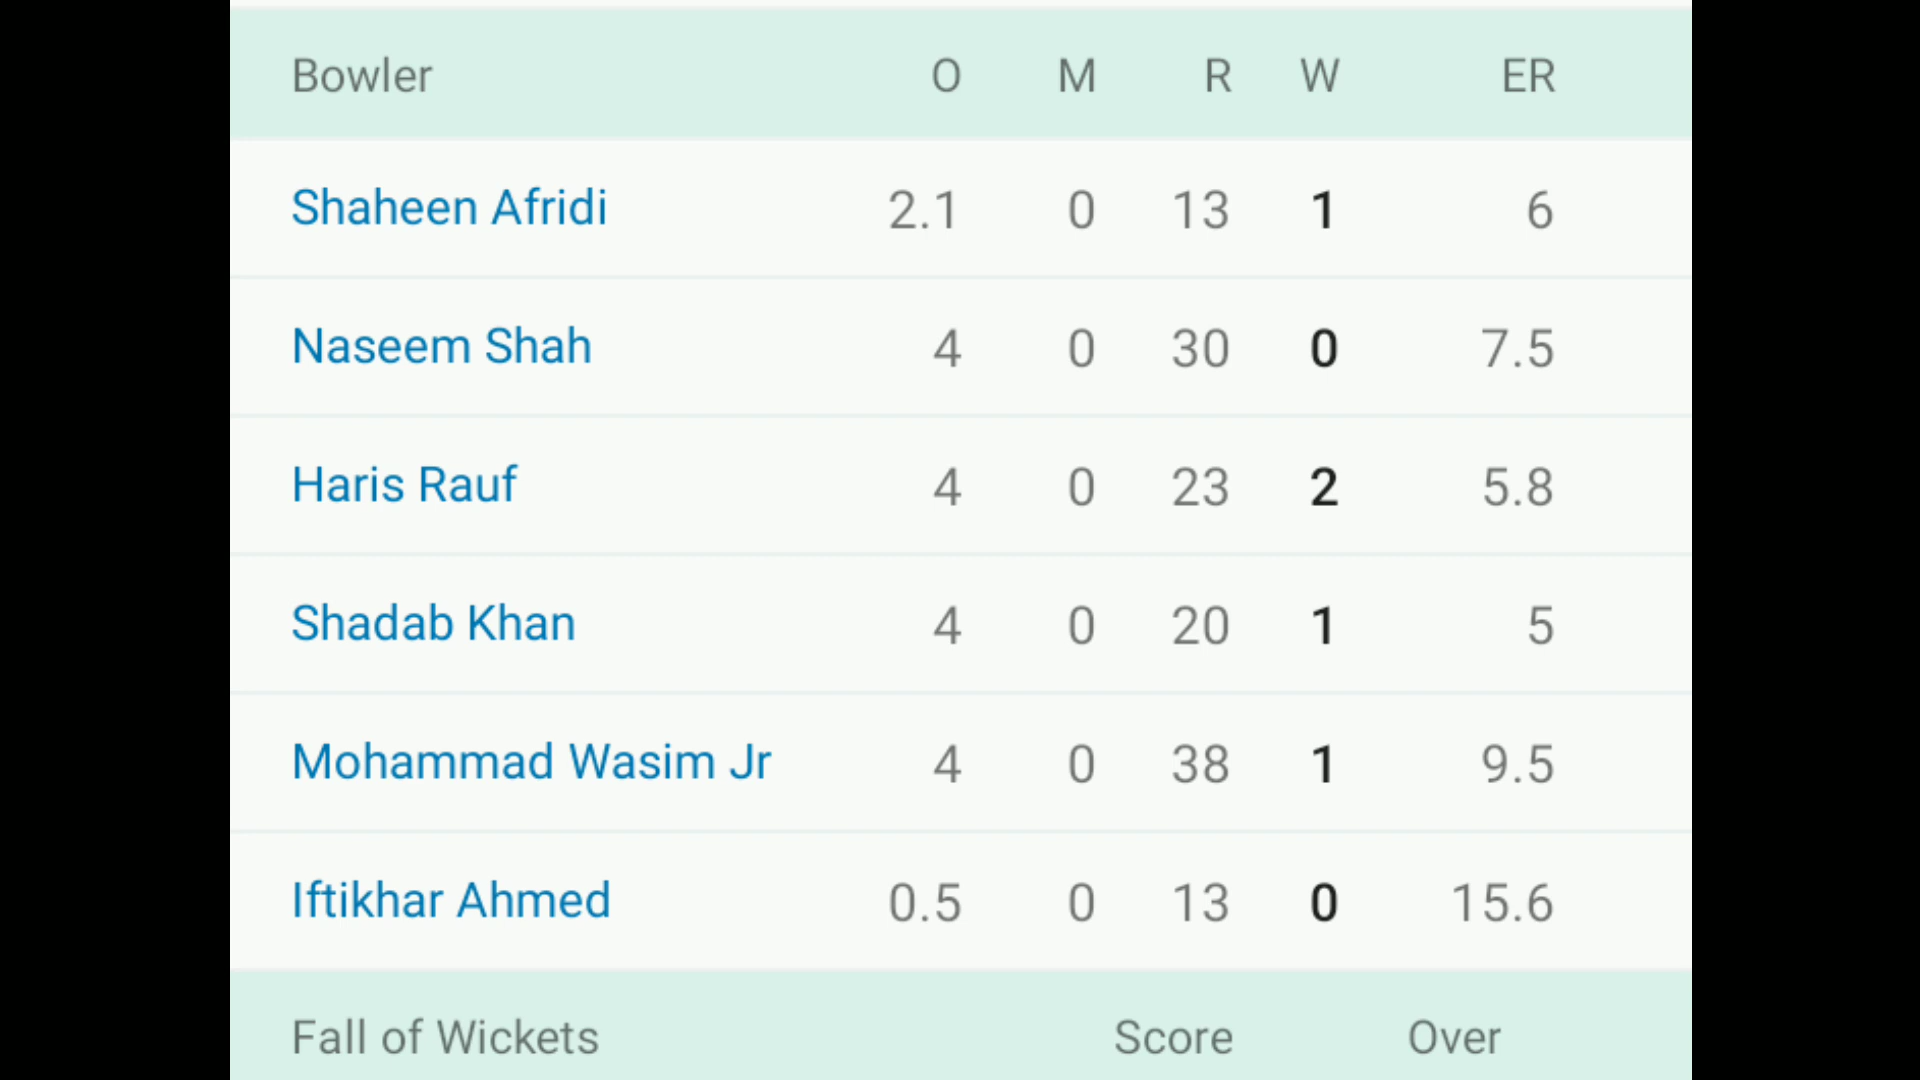 Bowler O M R W ER
Shaheen Afridi 2.1 0 13 1 6
Naseem Shah 4 0 30 0 7.5
Haris Rauf 4 0 23 2 5.8
Shadab Khan 4 0 20 1 5
Mohammad Wasim Jr 4 0 38 1 9.5
Iftikhar Ahmed 0.5 0 13 0 15.6
Fall of Wickets Score Over